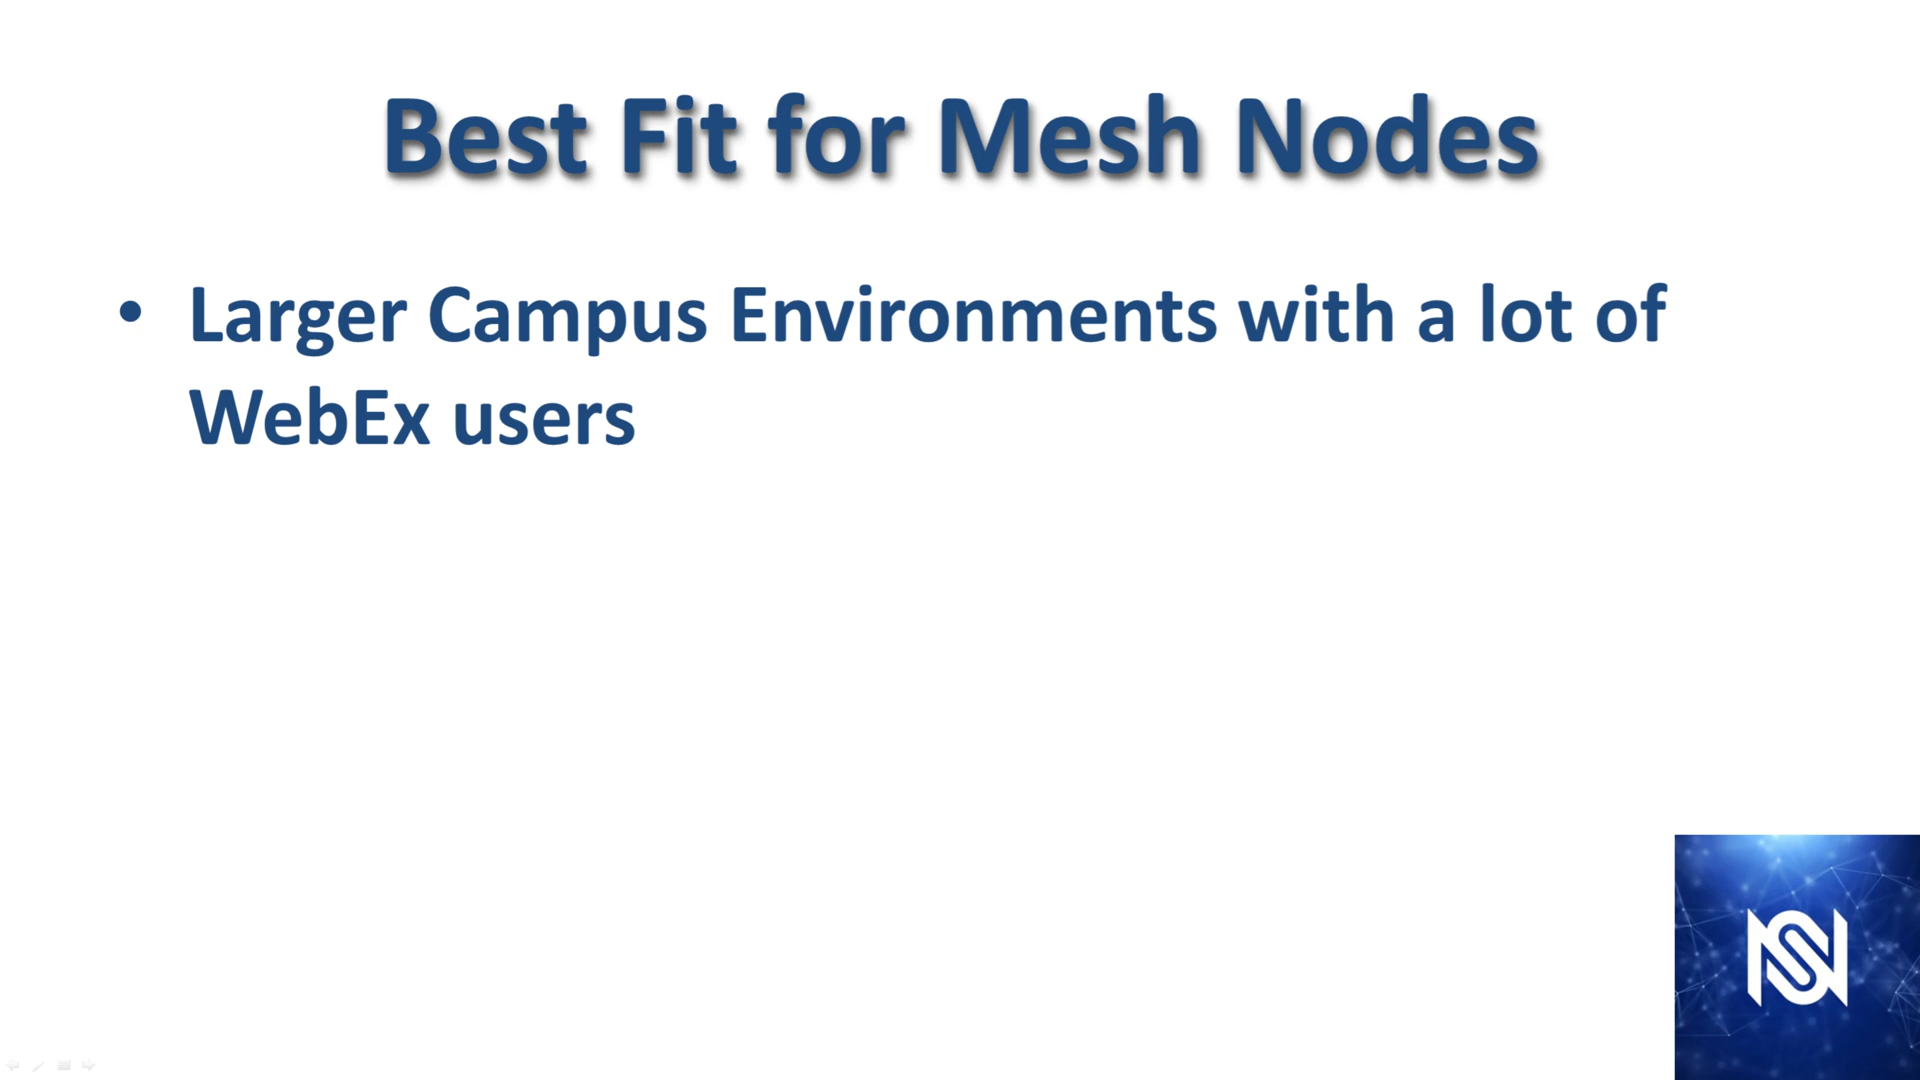 Best Fit for Mesh Nodes
• Larger Campus Environments with a lot of
WebEx users